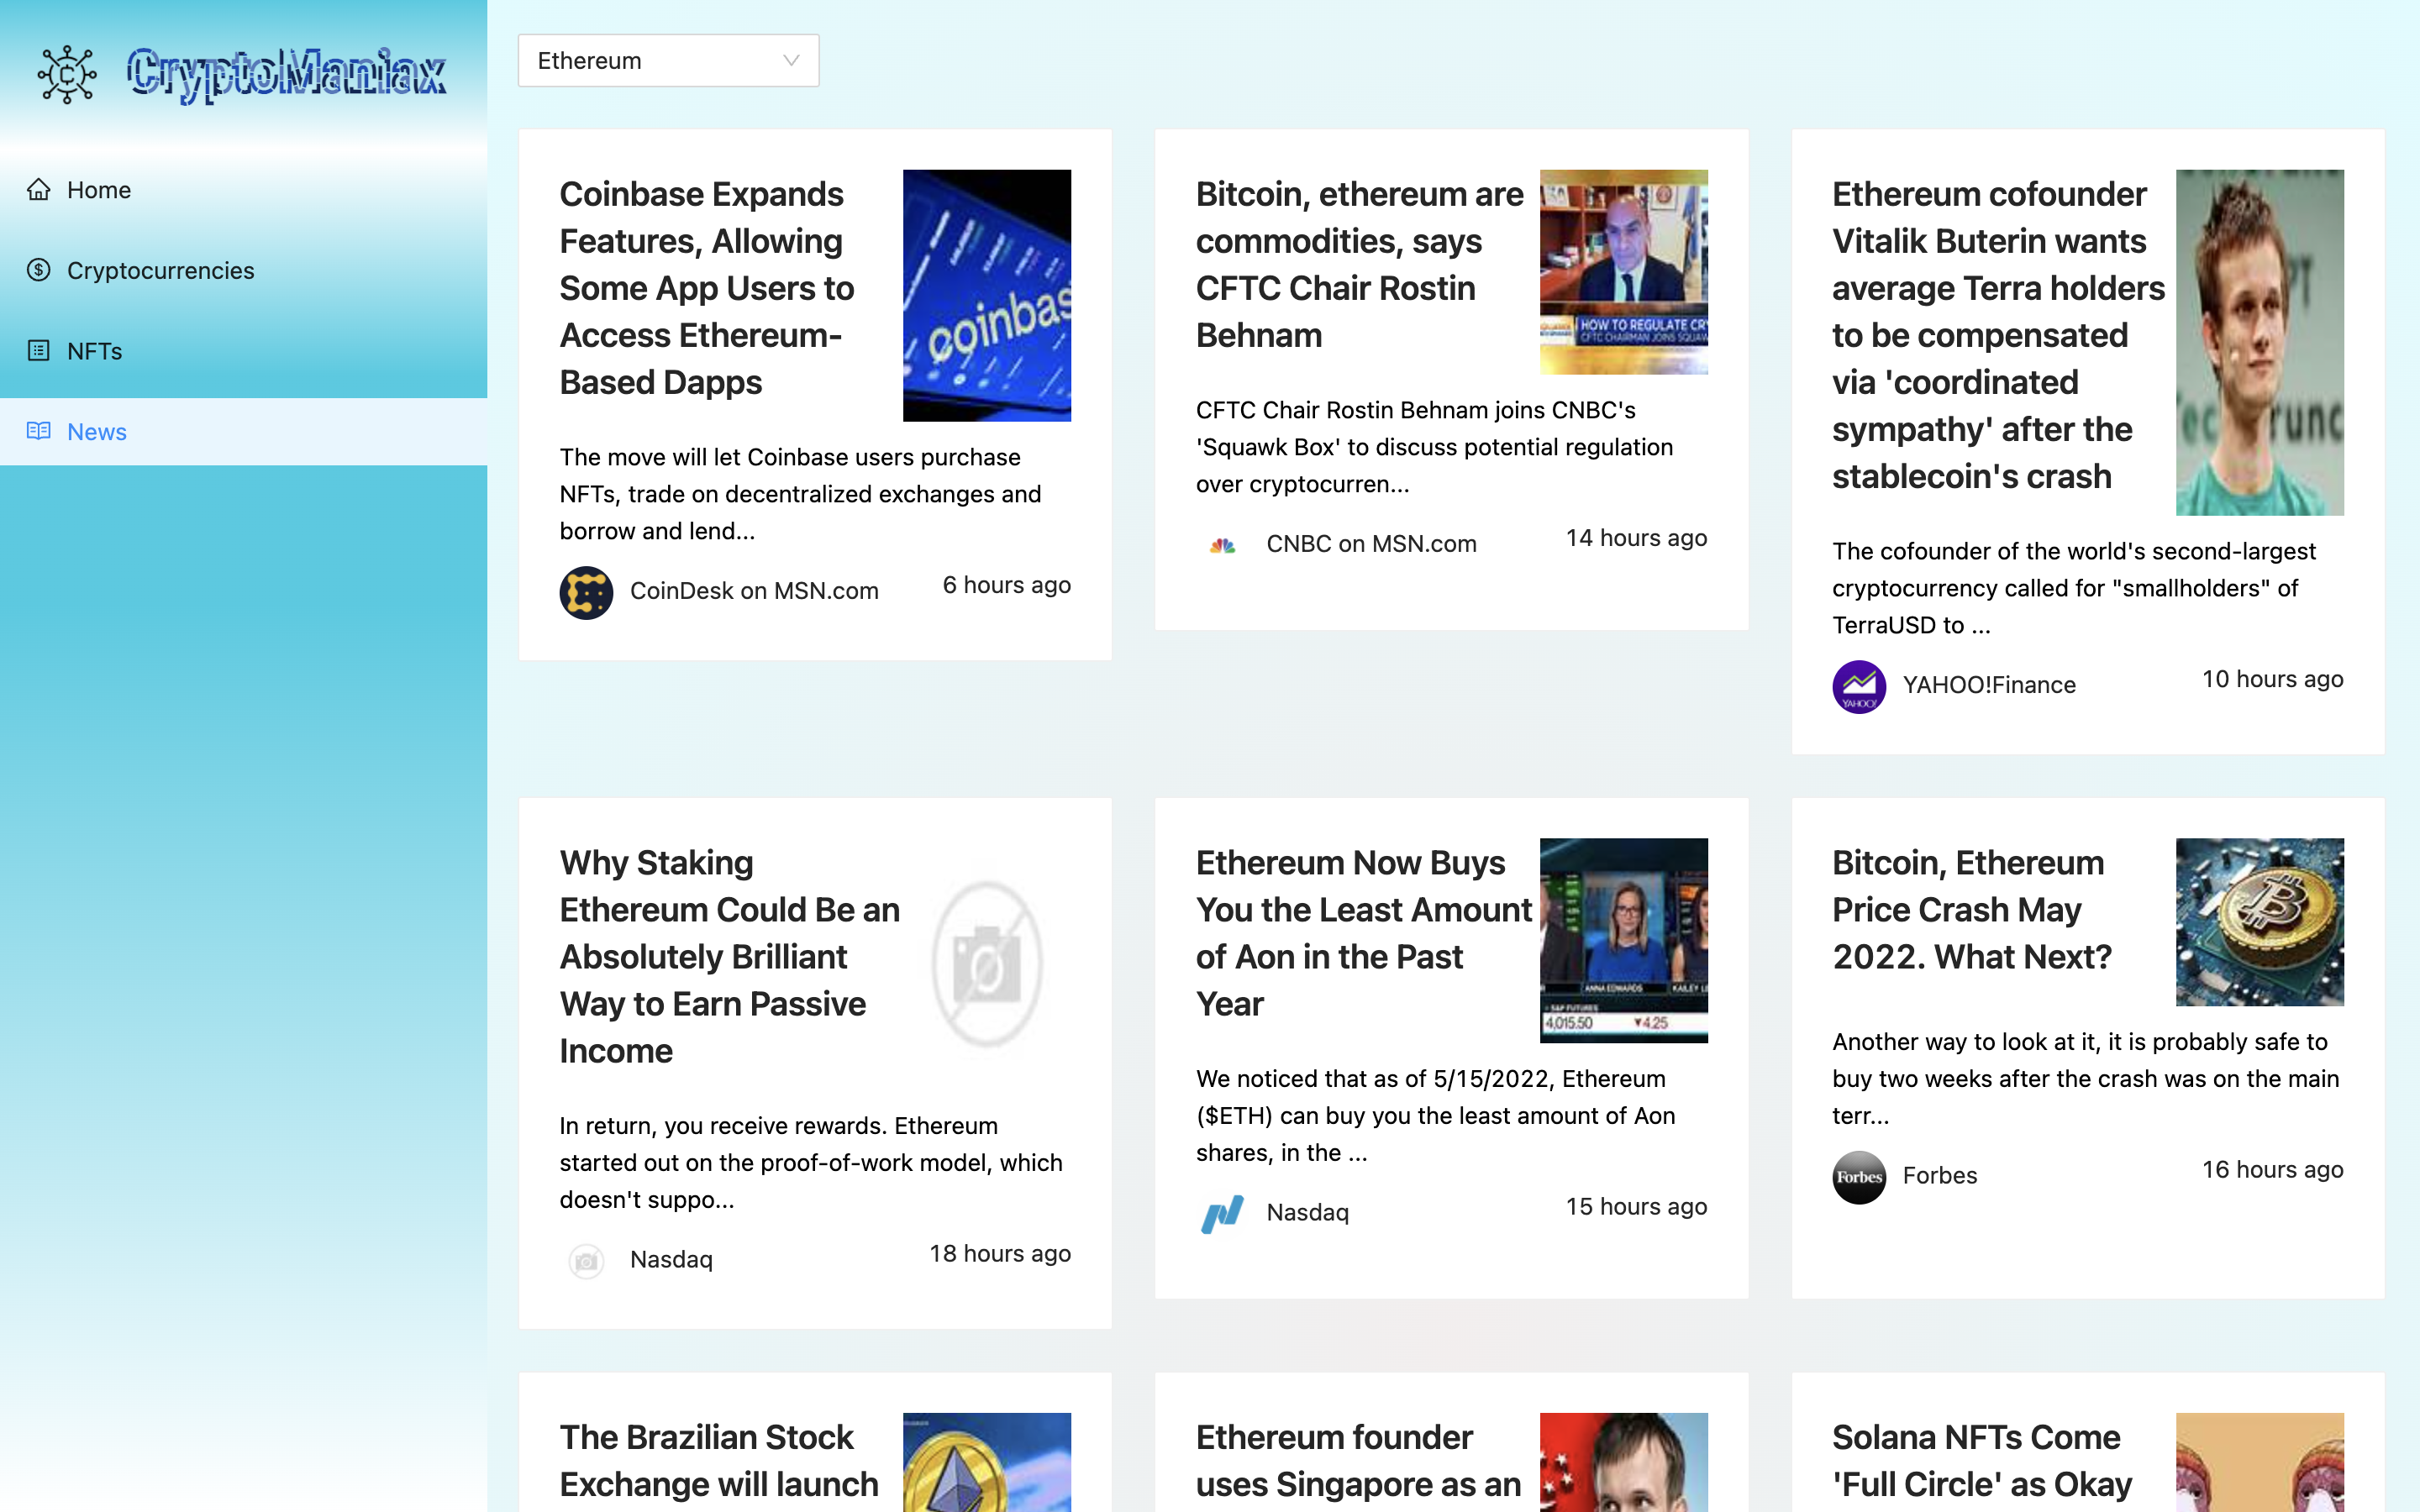 CryptoManiax
Home
Cryptocurrencies
NFTs
News
Ethereum
Coinbase Expands
Features, Allowing
Some App Users to
Access Ethereum-
Based Dapps
coinbas
The move will let Coinbase users purchase
NFTs, trade on decentralized exchanges and
borrow and lend...
CoinDesk on MSN.com
6 hours ago
Bitcoin, ethereum are
commodities, says
CFTC Chair Rostin
Behnam
HOW TO REGULATE CR
CFTC CHAIRMAN JOINS SQUAW
CFTC Chair Rostin Behnam joins CNBC's
'Squawk Box' to discuss potential regulation
over cryptocurren...
CNBC on MSN.com
14 hours ago
Ethereum cofounder
Vitalik Buterin wants
average Terra holders
to be compensated
via 'coordinated
sympathy' after the
stablecoin's crash
The cofounder of the world's second-largest
cryptocurrency called for "smallholders" of
TerraUSD to ...
YAHOO!
YAHOO!Finance
10 hours ago
Why Staking
Ethereum Could Be an
Absolutely Brilliant
Way to Earn Passive
Income
In return, you receive rewards. Ethereum
started out on the proof-of-work model, which
doesn't suppo...
Nasdaq
18 hours ago
Ethereum Now Buys
You the Least Amount
of Aon in the Past
Year
ANNA EDWARDS
S&P FUTURES
4,015.50 ▼4.25
We noticed that as of 5/15/2022, Ethereum
($ETH) can buy you the least amount of Aon
shares, in the ...
Nasdaq
15 hours ago
Bitcoin, Ethereum
Price Crash May
2022. What Next?
Another way to look at it, it is probably safe to
buy two weeks after the crash was on the main
terr...
Forbes
Forbes
16 hours ago
The Brazilian Stock
Exchange will launch
Ethereum founder
uses Singapore as an
Solana NFTs Come
'Full Circle' as Okay